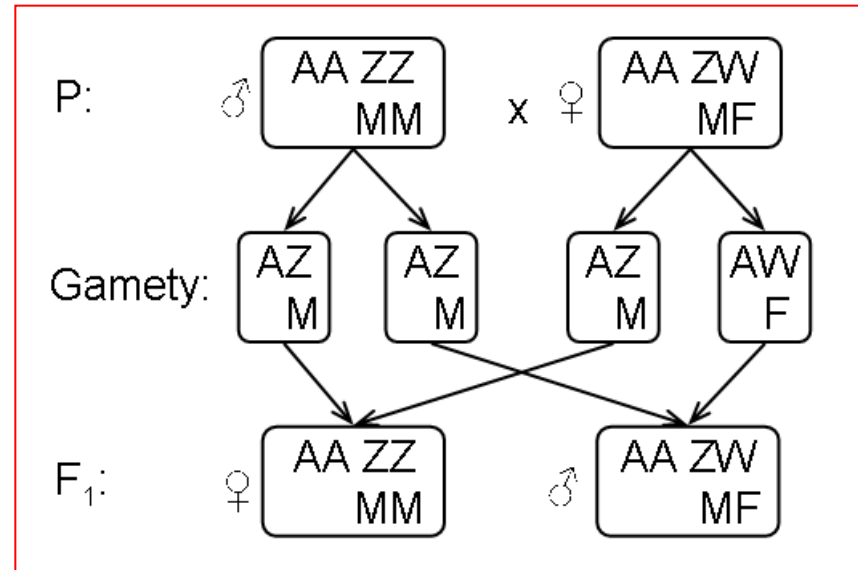 P: ♂ AA ZZ x ♀ AA ZW
MM MF
Gamety: AZ AZ AZ AW
M M M F
F₁: ♀ AA ZZ ♂ AA ZW
MM MF